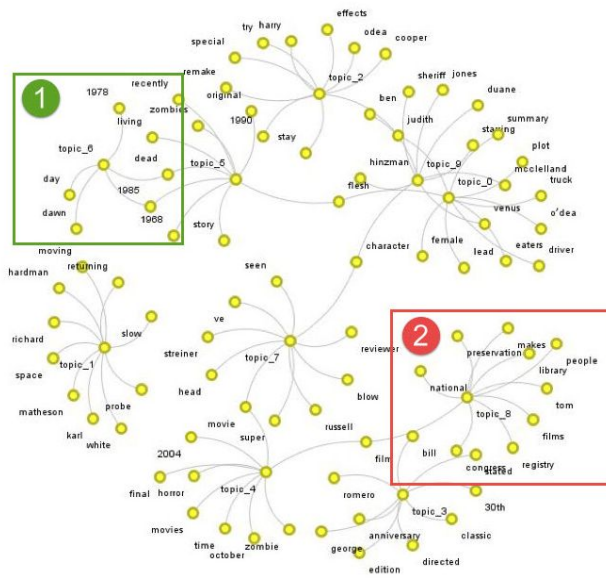 effects
try harry
odea
special
cooper
remake
topic_2
recently
original
1
1978
living
zombies
1990
ben
sheriff
jones
duane
summary
stay
judith
staring
topic_6
dead
topic_5
hinzman
topic_9
plot
mcclelland
topic_0
truck
day
1985
flesh
venus
o'dea
dawn
1968
story
character
female
lead
eaters
driver
moving
returning
seen
hardman
slow
ve
2
richard
streiner
reviewer
preservation
makes
people
topic_1
topic_7
library
space
national
tom
head
blow
topic_8
matheson
probe
films
karl
white
movie
super
russell
bill
2004
film
congress
stated
registry
final
horror
romero
30th
topic_4
topic_3
movies
time
october
zombie
george
anniversary
classic
edition
directed